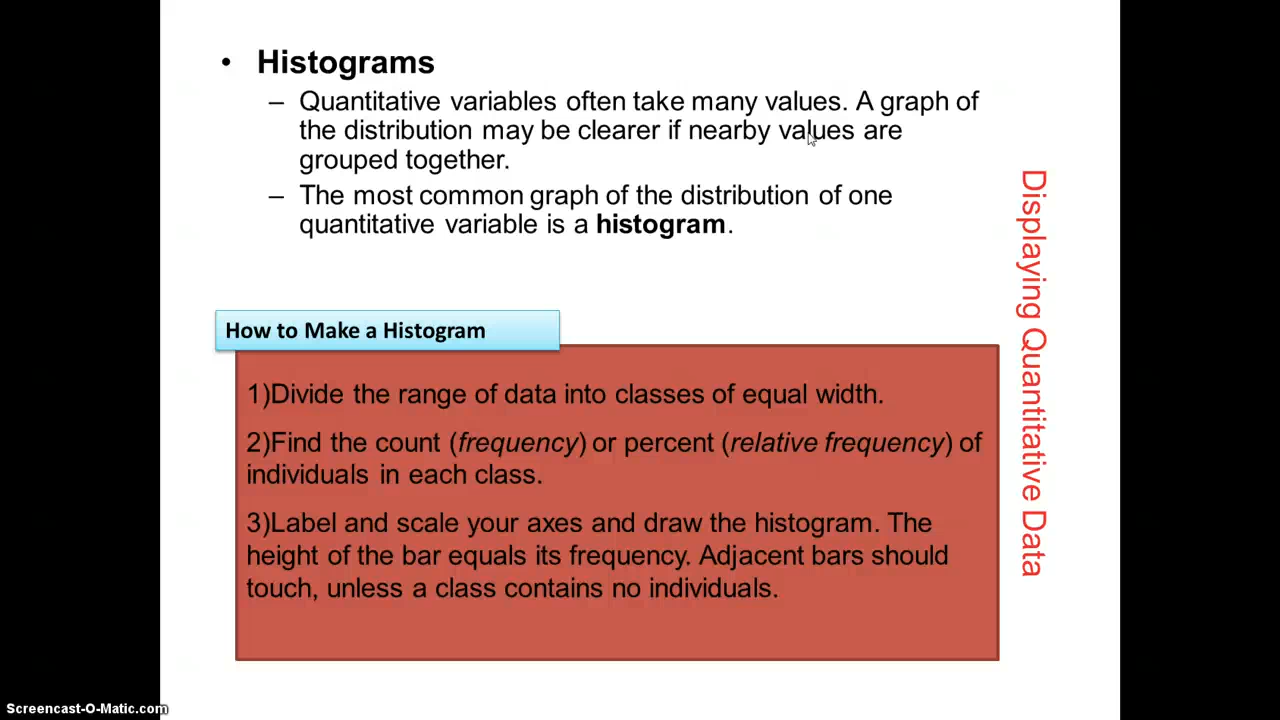 • Histograms
– Quantitative variables often take many values. A graph of
the distribution may be clearer if nearby values are
grouped together.
– The most common graph of the distribution of one
quantitative variable is a histogram.
Displaying Quantitative Data
How to Make a Histogram
1)Divide the range of data into classes of equal width.
2)Find the count (frequency) or percent (relative frequency) of
individuals in each class.
3)Label and scale your axes and draw the histogram. The
height of the bar equals its frequency. Adjacent bars should
touch, unless a class contains no individuals.
Screencast-O-Matic.com